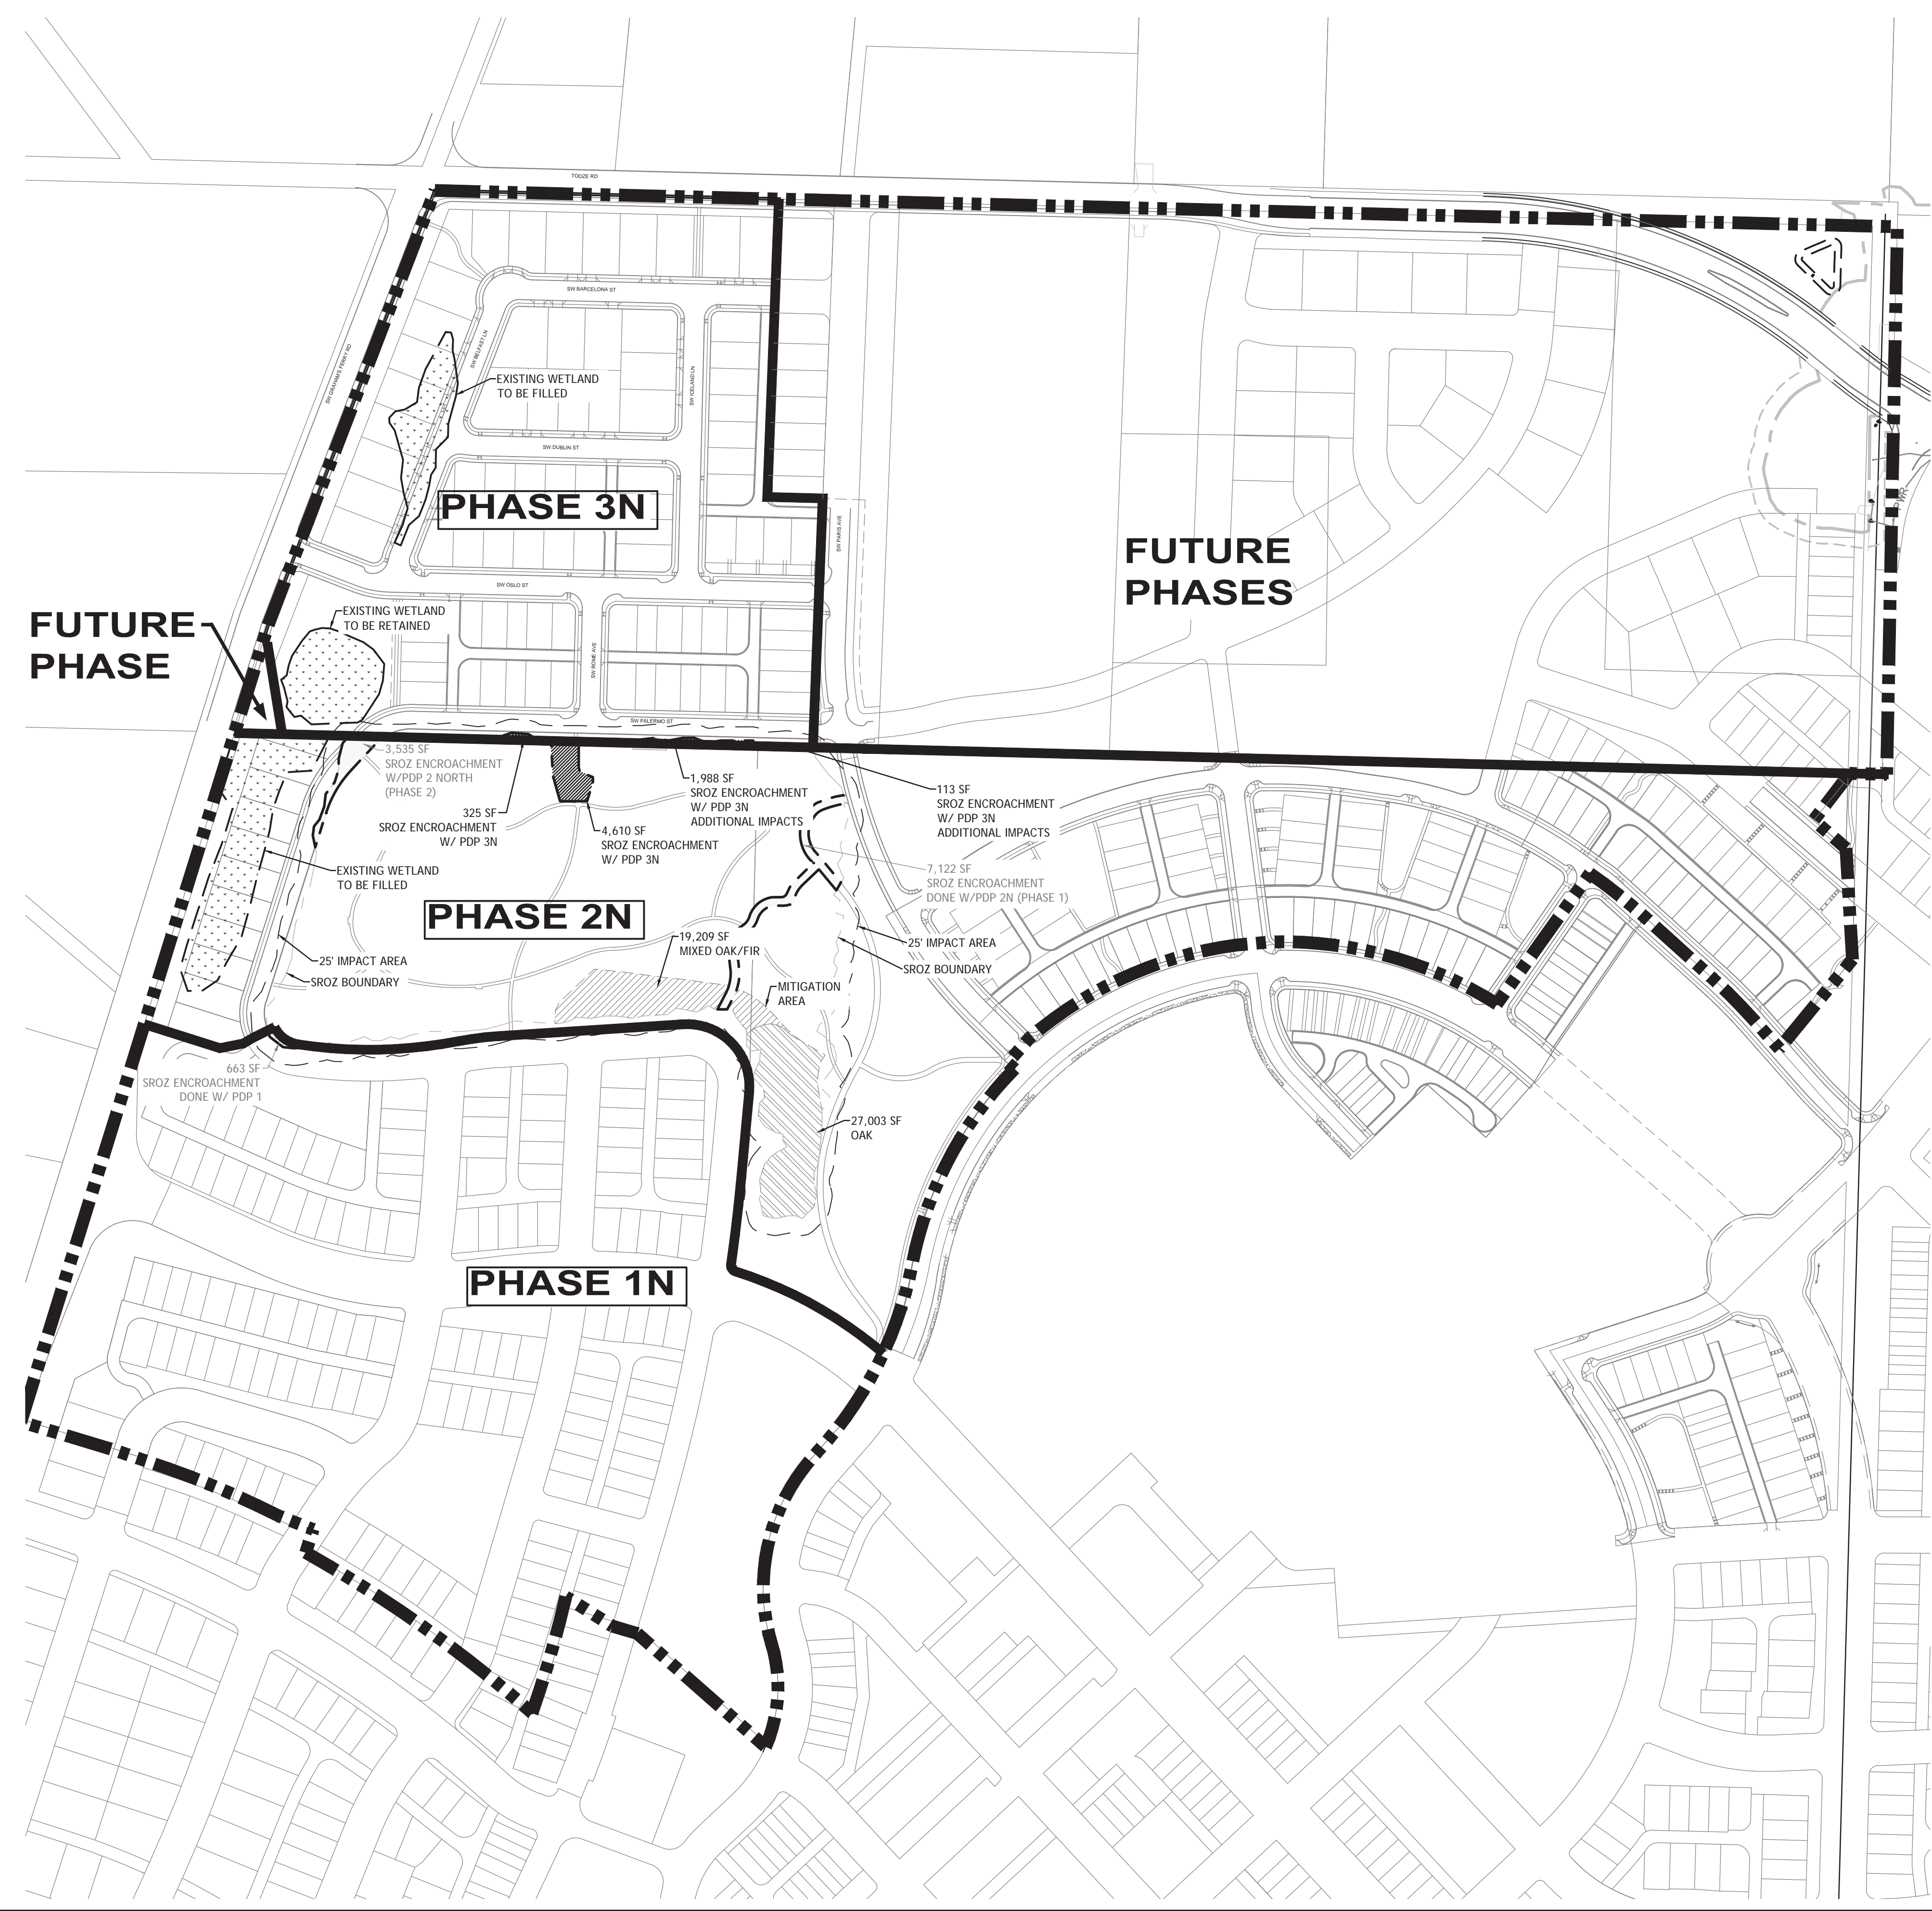 TOOZE RD
SW BARCELONA ST
SW GRAHAM'S FERRY RD
SW BELFAST LN
SW ICELAND LN
EXISTING WETLAND
TO BE FILLED
SW DUBLIN ST
PHASE 3N
SW PARIS AVE
FUTURE
PHASES
PWR
SW OSLO ST
FUTURE
PHASE
EXISTING WETLAND
TO BE RETAINED
SW ROME AVE
SW PALERMO ST
3,535 SF
SROZ ENCROACHMENT
W/PDP 2 NORTH
(PHASE 2)
325 SF
SROZ ENCROACHMENT
W/ PDP 3N
4,610 SF
SROZ ENCROACHMENT
W/ PDP 3N
1,988 SF
SROZ ENCROACHMENT
W/ PDP 3N
ADDITIONAL IMPACTS
113 SF
SROZ ENCROACHMENT
W/ PDP 3N
ADDITIONAL IMPACTS
7,122 SF
SROZ ENCROACHMENT
DONE W/PDP 2N (PHASE 1)
EXISTING WETLAND
TO BE FILLED
PHASE 2N
25' IMPACT AREA
SROZ BOUNDARY
19,209 SF
MIXED OAK/FIR
25' IMPACT AREA
SROZ BOUNDARY
MITIGATION
AREA
663 SF
SROZ ENCROACHMENT
DONE W/ PDP 1
27,003 SF
OAK
PHASE 1N